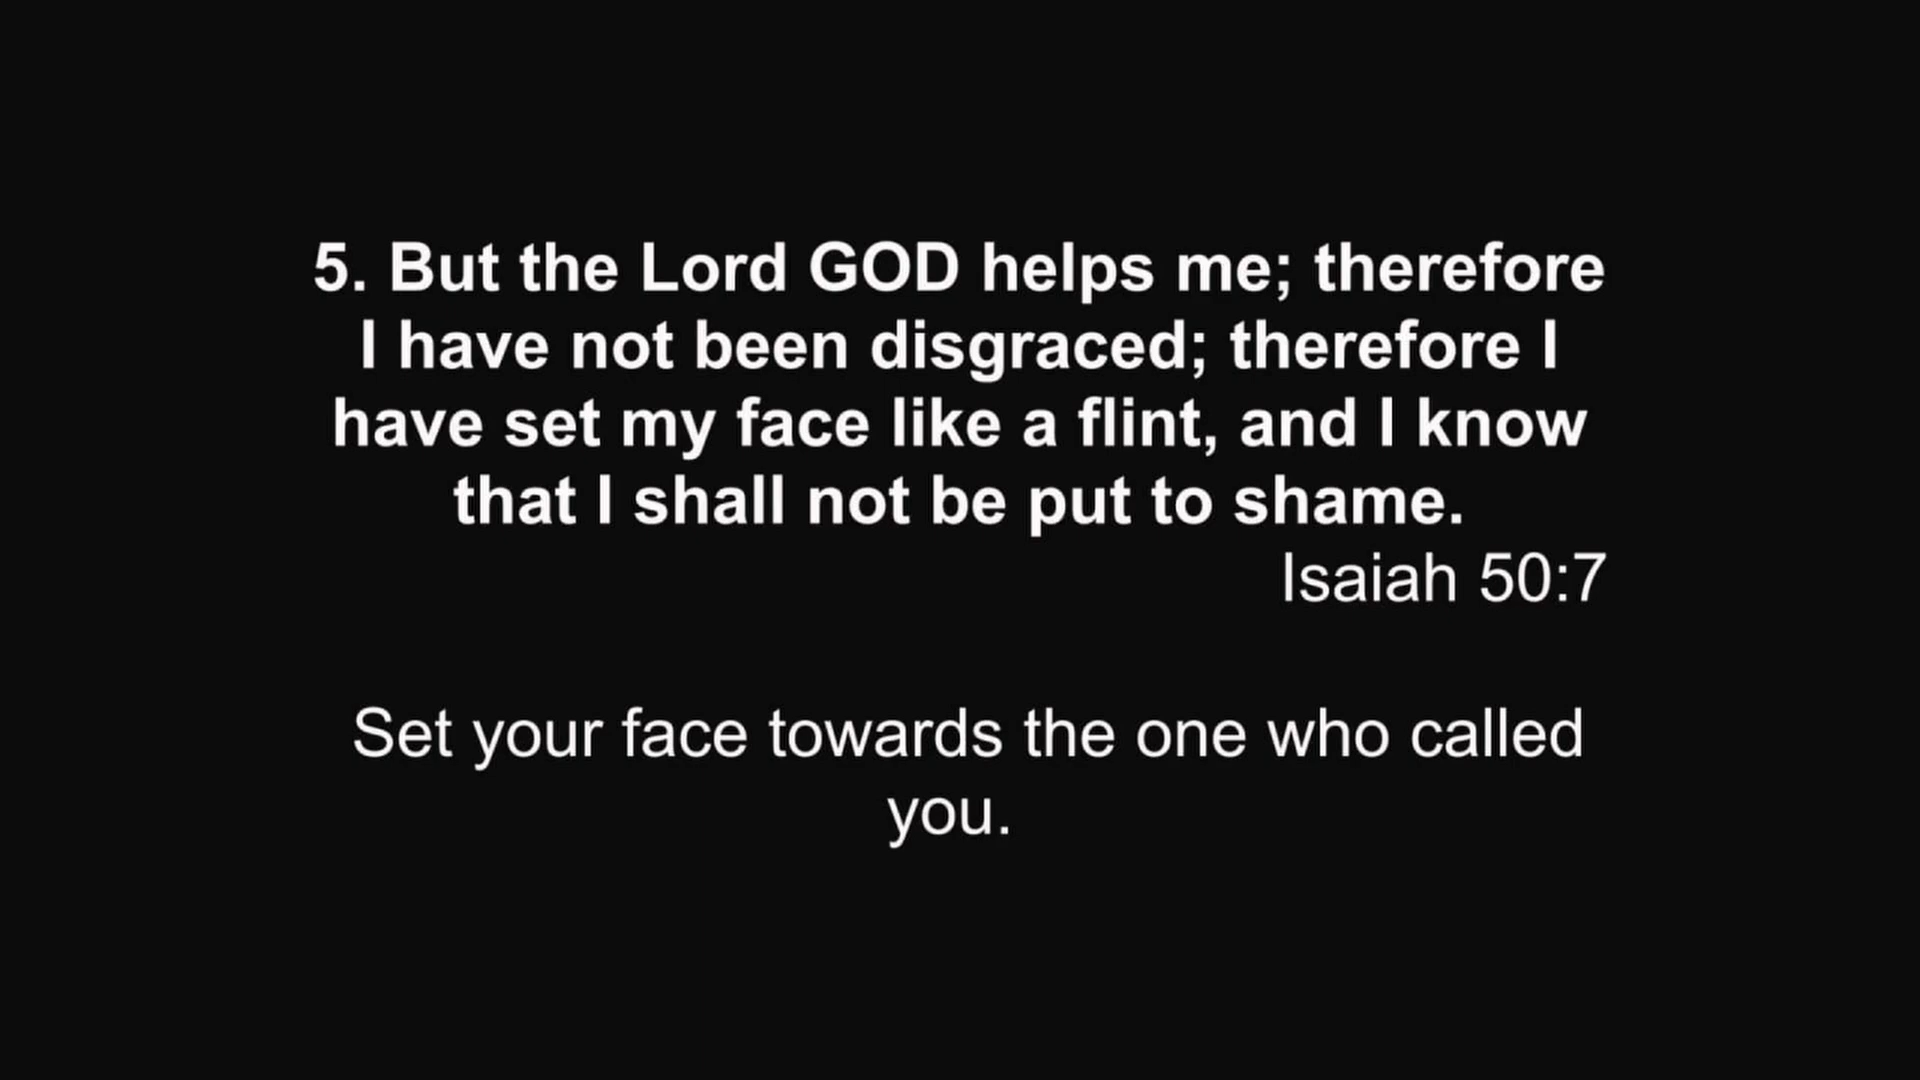 5. But the Lord GOD helps me; therefore
I have not been disgraced; therefore I
have set my face like a flint, and I know
that I shall not be put to shame.
Isaiah 50:7
Set your face towards the one who called
you.